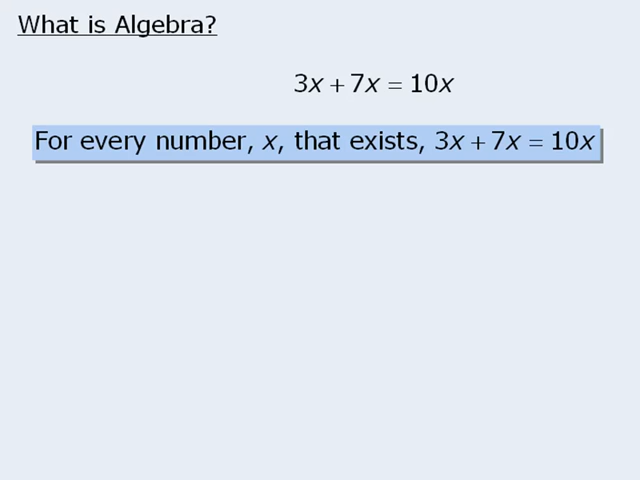 What is Algebra?
3x + 7x = 10x
For every number, x, that exists, 3x + 7x = 10x